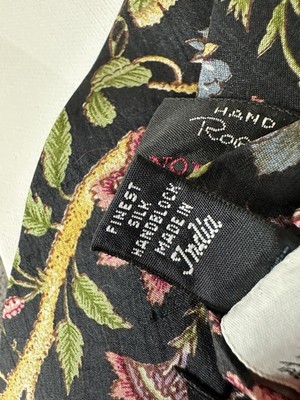 HAND
FINEST
SILK
HANDBLOCK
MADE IN
India